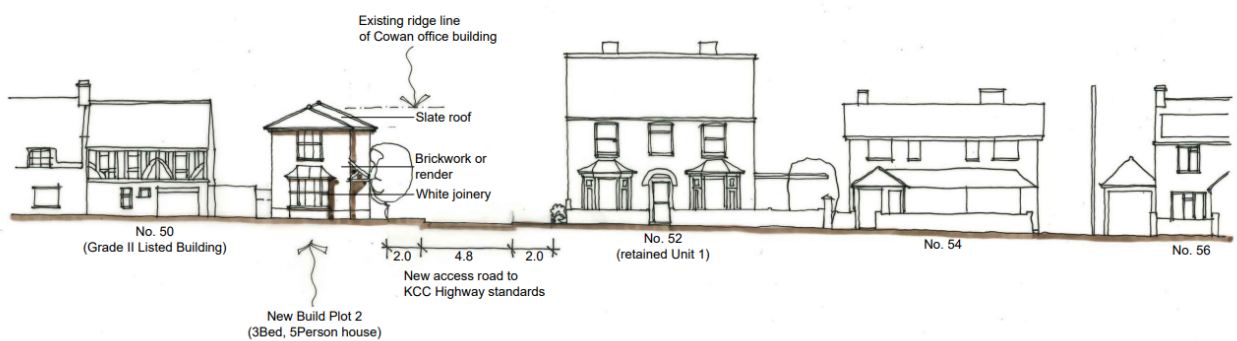 Existing ridge line
of Cowan office building
Slate roof
Brickwork or
render
White joinery
No. 50
(Grade II Listed Building)
2.0
4.8
2.0
New access road to
KCC Highway standards
No. 52
(retained Unit 1)
No. 54
No. 56
New Build Plot 2
(3Bed, 5Person house)